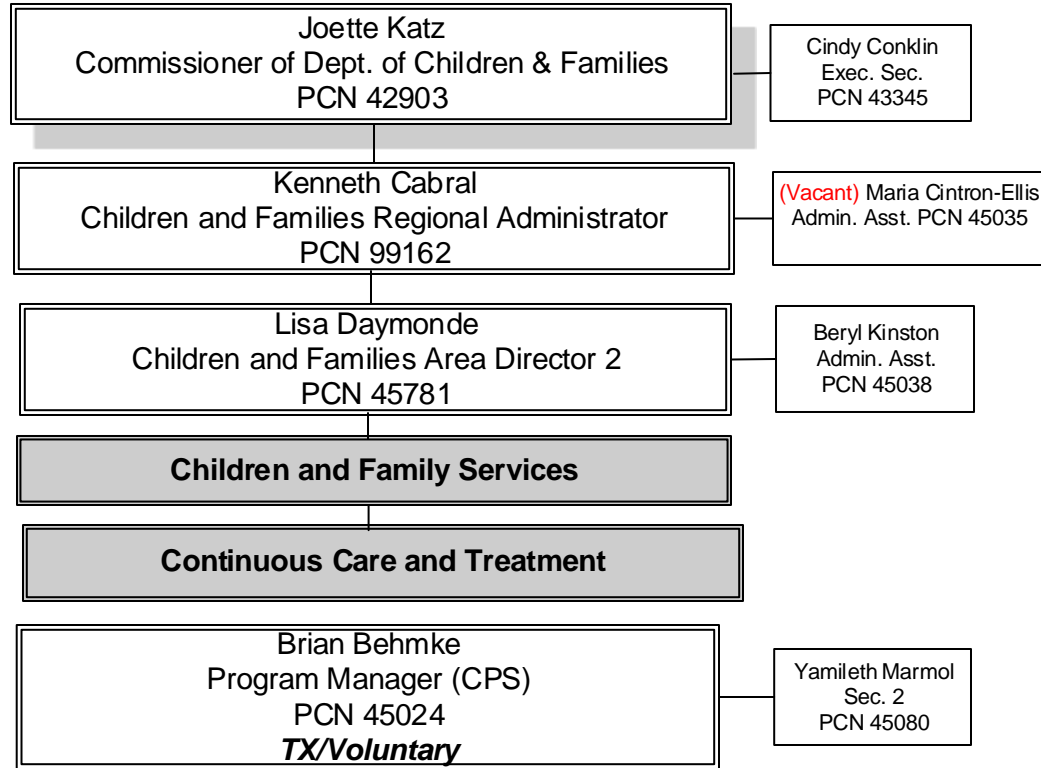 Joette Katz
Commissioner of Dept. of Children & Families
PCN 42903
Cindy Conklin
Exec. Sec.
PCN 43345
Kenneth Cabral
Children and Families Regional Administrator
PCN 99162
(Vacant) Maria Cintron-Ellis
Admin. Asst. PCN 45035
Lisa Daymonde
Children and Families Area Director 2
PCN 45781
Beryl Kinston
Admin. Asst.
PCN 45038
Children and Family Services
Continuous Care and Treatment
Brian Behmke
Program Manager (CPS)
PCN 45024
TX/Voluntary
Yamileth Marmol
Sec. 2
PCN 45080